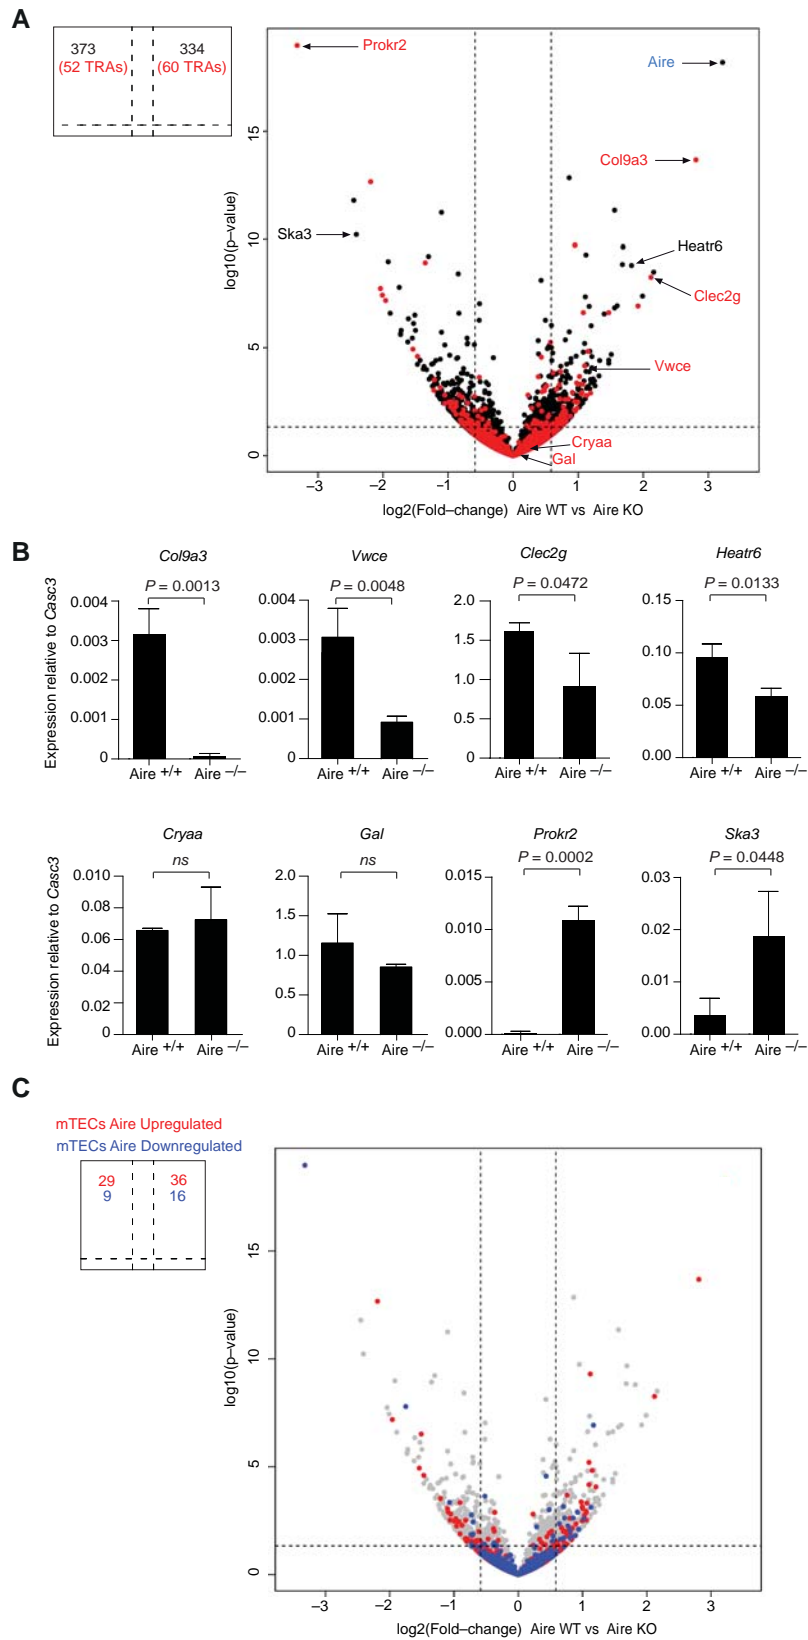 A
373
334
(52 TRAs)
(60 TRAs)
Prokr2
Aire
Col9a3
Ska3
Heatr6
Clec2g
Vwce
Cryaa
Gal
log10(p–value)
15
10
5
0
–3
–2
–1
0
1
2
3
log2(Fold–change) Aire WT vs Aire KO
B
Col9a3
P = 0.0013
Expression relative to Casc3
0.004
0.003
0.002
0.001
0
Aire +/+
Aire –/–
Vwce
P = 0.0048
0.004
0.003
0.002
0.001
0
Aire +/+
Aire –/–
Clec2g
P = 0.0472
2.0
1.5
1.0
0.5
0
Aire +/+
Aire –/–
Heatr6
P = 0.0133
0.15
0.10
0.05
0.00
Aire +/+
Aire –/–
Cryaa
ns
Expression relative to Casc3
0.010
0.08
0.06
0.04
0.02
0
Aire +/+
Aire –/–
Gal
ns
2.0
1.5
1.0
0.5
0.0
Aire +/+
Aire –/–
Prokr2
P = 0.0002
0.015
0.010
0.005
0.000
Aire +/+
Aire –/–
Ska3
P = 0.0448
0.03
0.02
0.01
0.00
Aire +/+
Aire –/–
C
mTECs Aire Upregulated
mTECs Aire Downregulated
29
36
9
16
log10(p–value)
15
10
5
0
–3
–2
–1
0
1
2
3
log2(Fold–change) Aire WT vs Aire KO